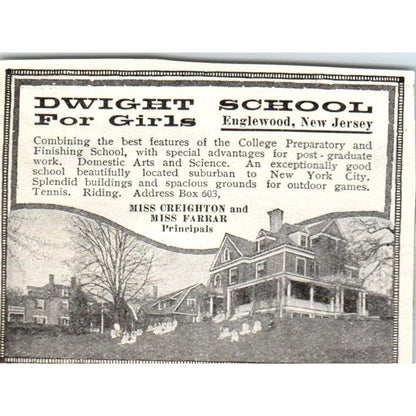 DWIGHT SCHOOL
For Girls Englewood, New Jersey
Combining the best features of the College Preparatory and
Finishing School, with special advantages for post-graduate
work. Domestic Arts and Science. An exceptionally good
school beautifully located suburban to New York City.
Splendid buildings and spacious grounds for outdoor games.
Tennis. Riding. Address Box 603,
MISS CREIGHTON and
MISS FARRAR
Principals